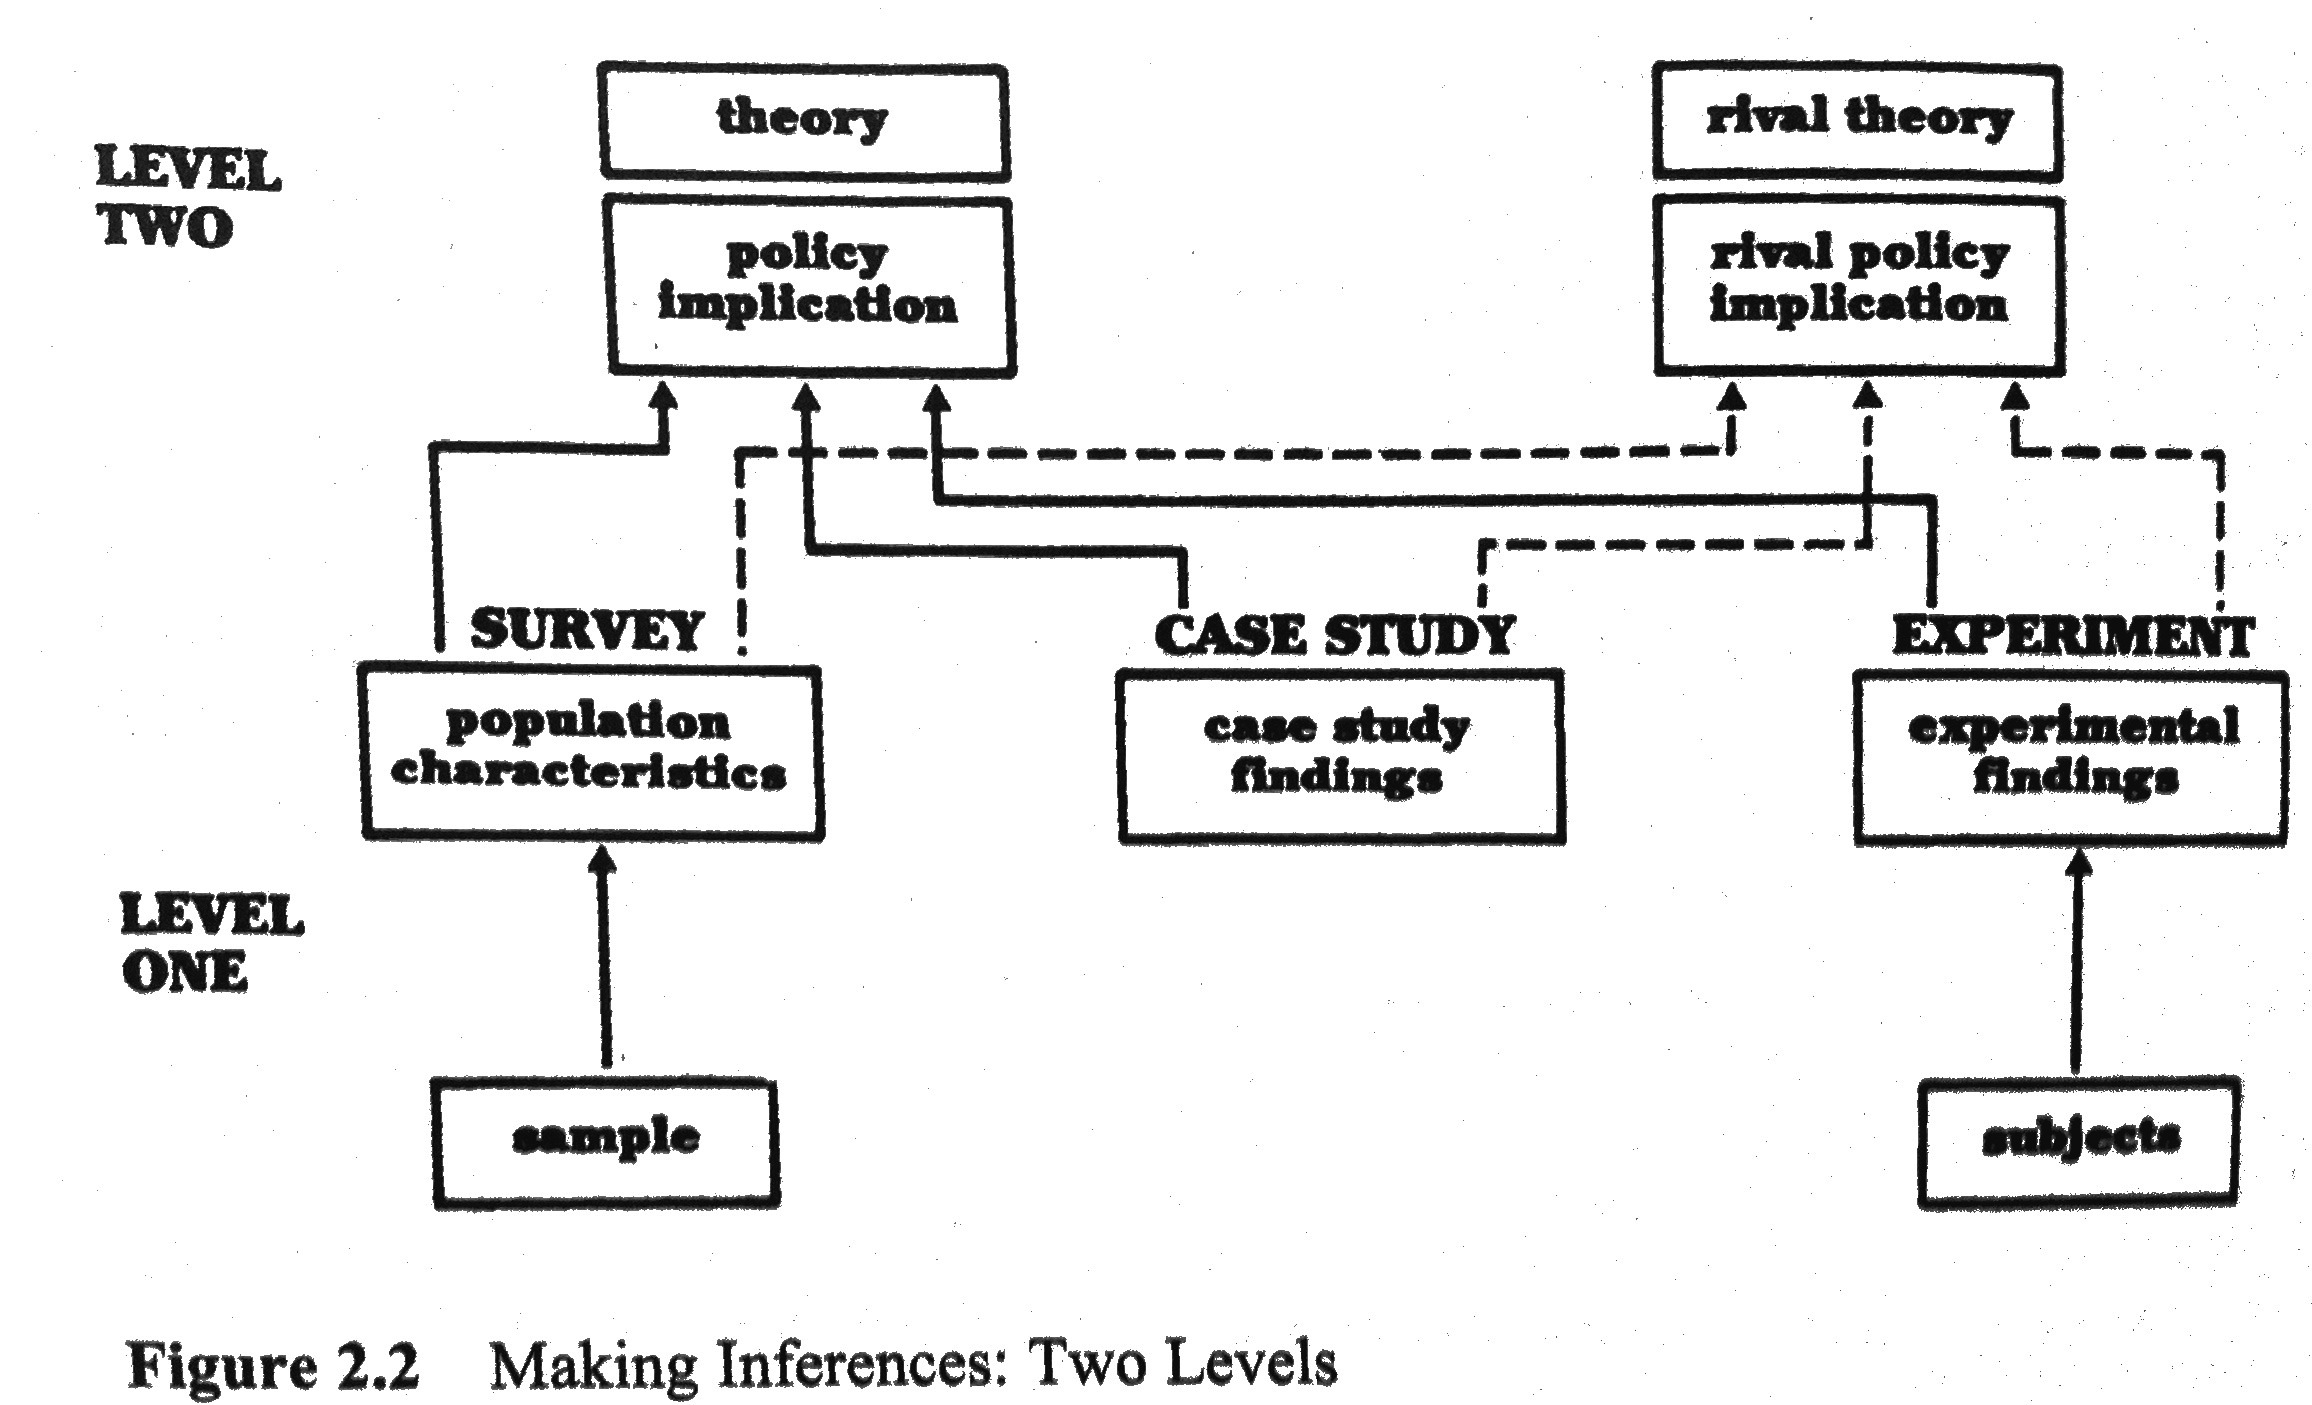 theory
rival theory
LEVEL
TWO
policy
implication
rival policy
implication
SURVEY
CASE STUDY
EXPERIMENT
population
characteristics
case study
findings
experimental
findings
LEVEL
ONE
sample
subjects
Figure 2.2 Making Inferences: Two Levels